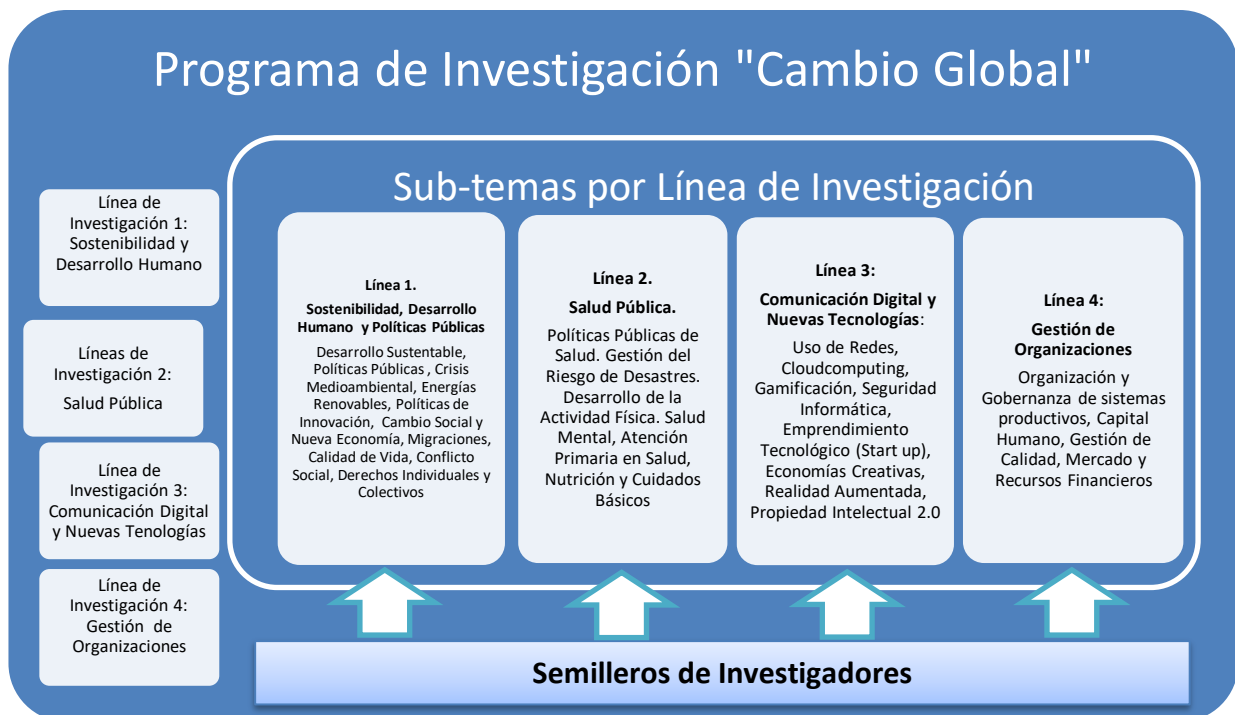 Programa de Investigación "Cambio Global"
Sub-temas por Línea de Investigación
Línea de
Investigación 1:
Sostenibilidad y
Desarrollo Humano
Líneas de
Investigación 2:
Salud Pública
Línea de
Investigación 3:
Comunicación Digital
y Nuevas Tenologías
Línea de
Investigación 4:
Gestión de
Organizaciones
Línea 1.
Sostenibilidad, Desarrollo
Humano y Políticas Públicas
Desarrollo Sustentable,
Políticas Públicas , Crisis
Medioambiental, Energías
Renovables, Políticas de
Innovación, Cambio Social y
Nueva Economía, Migraciones,
Calidad de Vida, Conflicto
Social, Derechos Individuales y
Colectivos
Línea 2.
Salud Pública.
Políticas Públicas de
Salud. Gestión del
Riesgo de Desastres.
Desarrollo de la
Actividad Física. Salud
Mental, Atención
Primaria en Salud,
Nutrición y Cuidados
Básicos
Línea 3:
Comunicación Digital y
Nuevas Tecnologías:
Uso de Redes,
Cloudcomputing,
Gamificación, Seguridad
Informática,
Emprendimiento
Tecnológico (Start up),
Economías Creativas,
Realidad Aumentada,
Propiedad Intelectual 2.0
Línea 4:
Gestión de
Organizaciones
Organización y
Gobernanza de sistemas
productivos, Capital
Humano, Gestión de
Calidad, Mercado y
Recursos Financieros
Semilleros de Investigadores